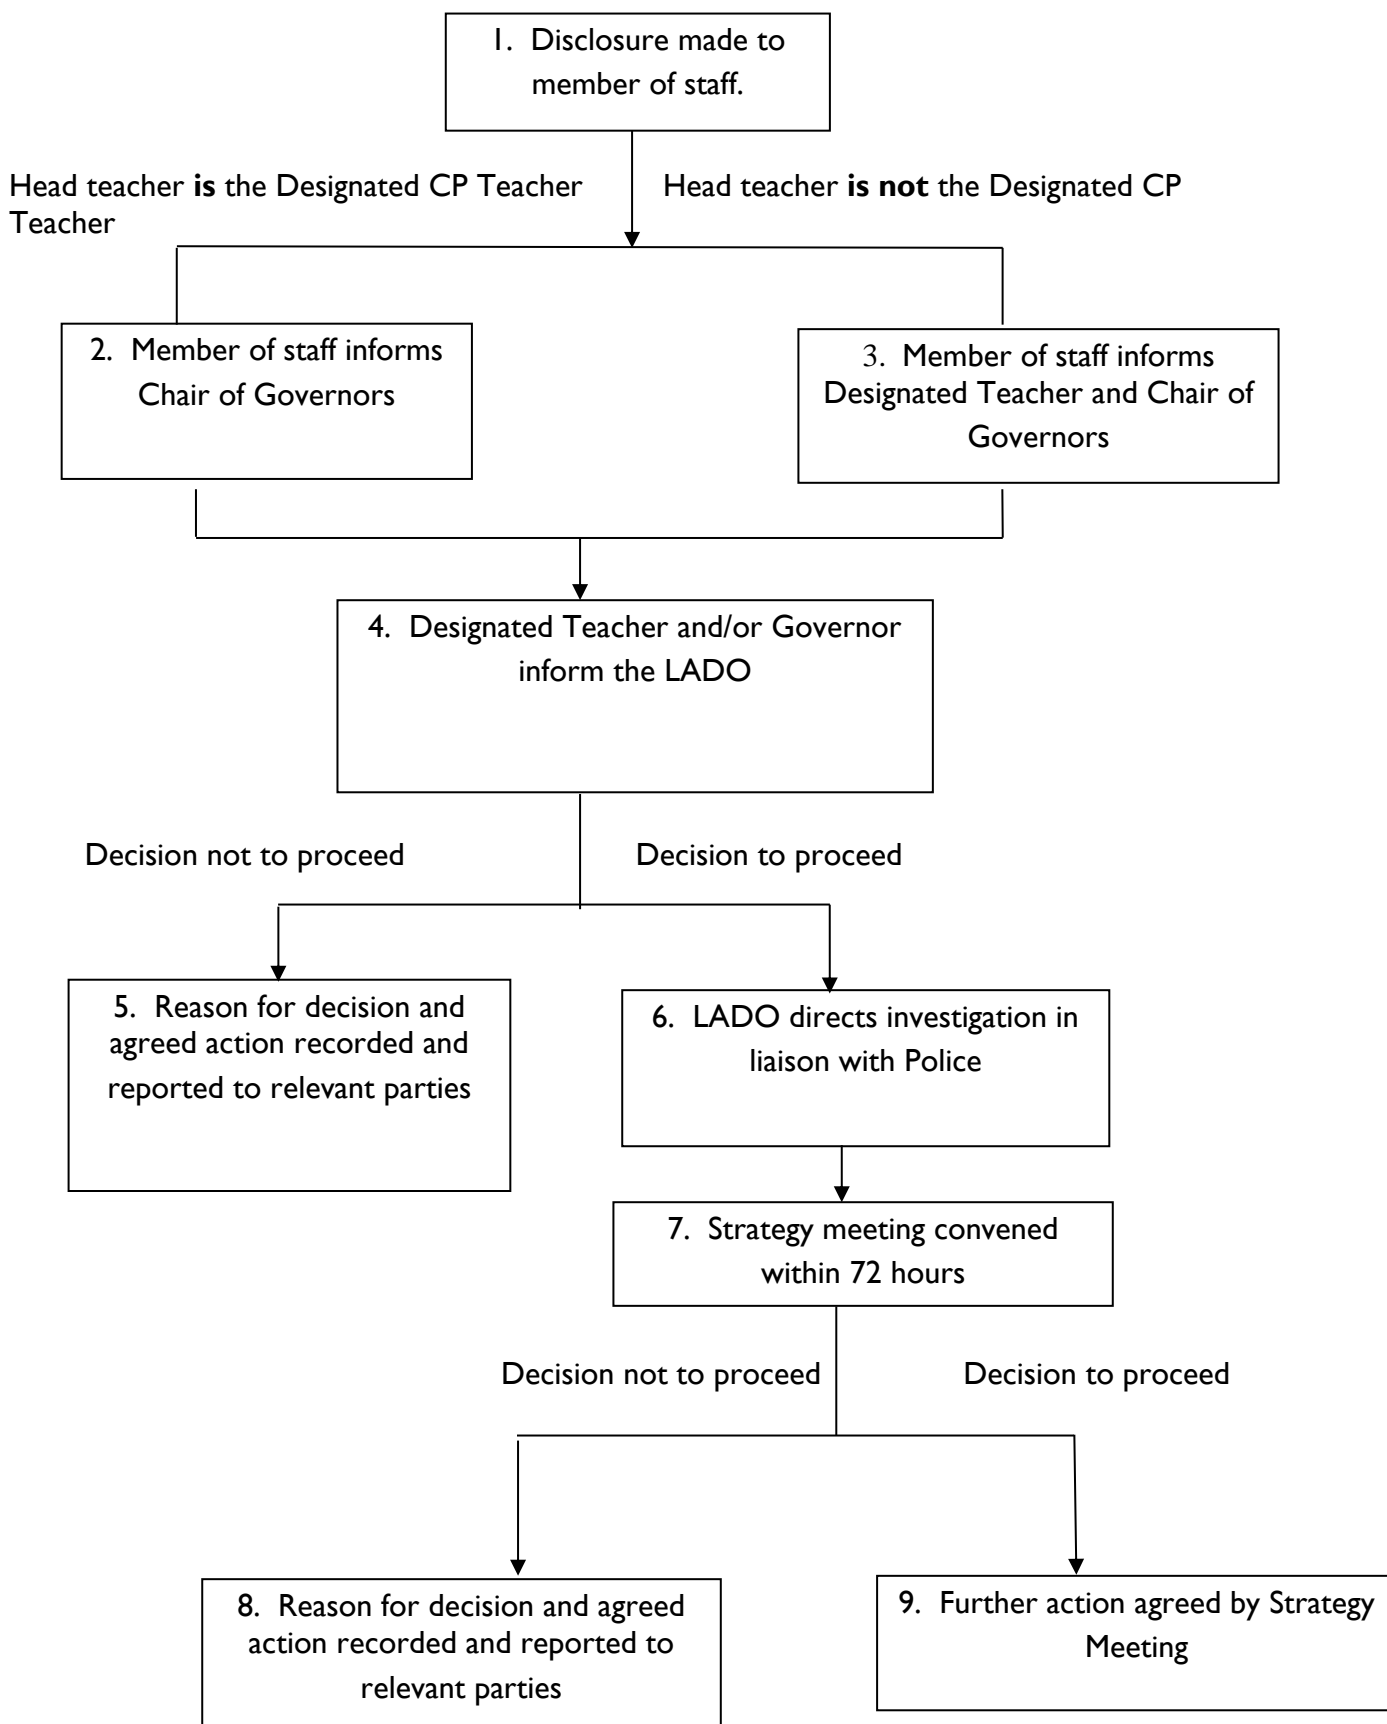 1. Disclosure made to
member of staff.
Head teacher is the Designated CP Teacher
Head teacher is not the Designated CP
Teacher
2. Member of staff informs
Chair of Governors
3. Member of staff informs
Designated Teacher and Chair of
Governors
4. Designated Teacher and/or Governor
inform the LADO
Decision not to proceed
Decision to proceed
5. Reason for decision and
agreed action recorded and
reported to relevant parties
6. LADO directs investigation in
liaison with Police
7. Strategy meeting convened
within 72 hours
Decision not to proceed
Decision to proceed
8. Reason for decision and agreed
action recorded and reported to
relevant parties
9. Further action agreed by Strategy
Meeting